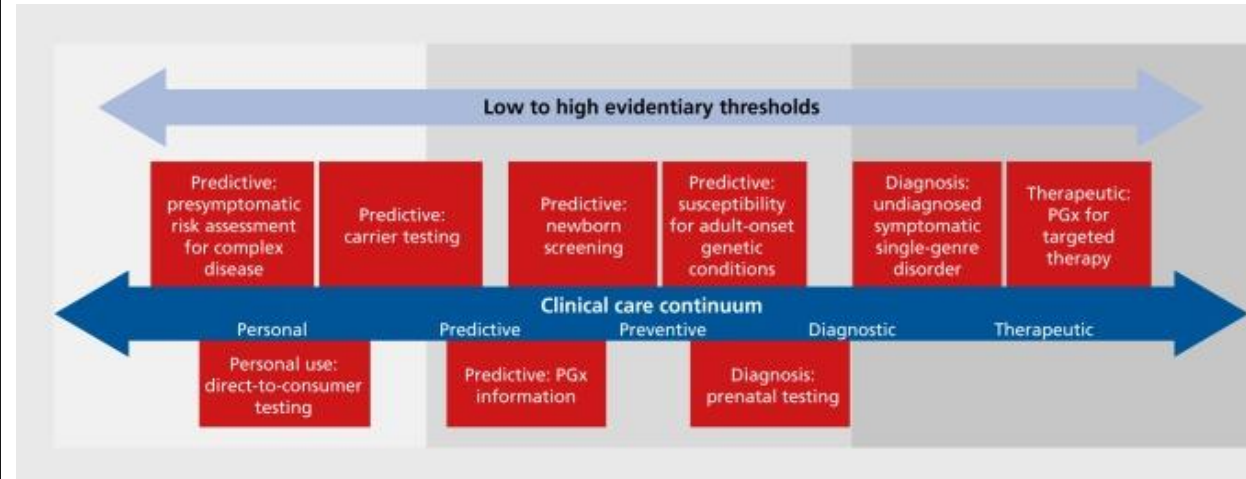 Low to high evidentiary thresholds
Predictive:
presymptomatic
risk assessment
for complex
disease
Predictive:
carrier testing
Predictive:
newborn
screening
Predictive:
susceptibility
for adult-onset
genetic
conditions
Diagnosis:
undiagnosed
symptomatic
single-genre
disorder
Therapeutic:
PGx for
targeted
therapy
Clinical care continuum
Personal
Predictive
Preventive
Diagnostic
Therapeutic
Personal use:
direct-to-consumer
testing
Predictive: PGx
information
Diagnosis:
prenatal testing